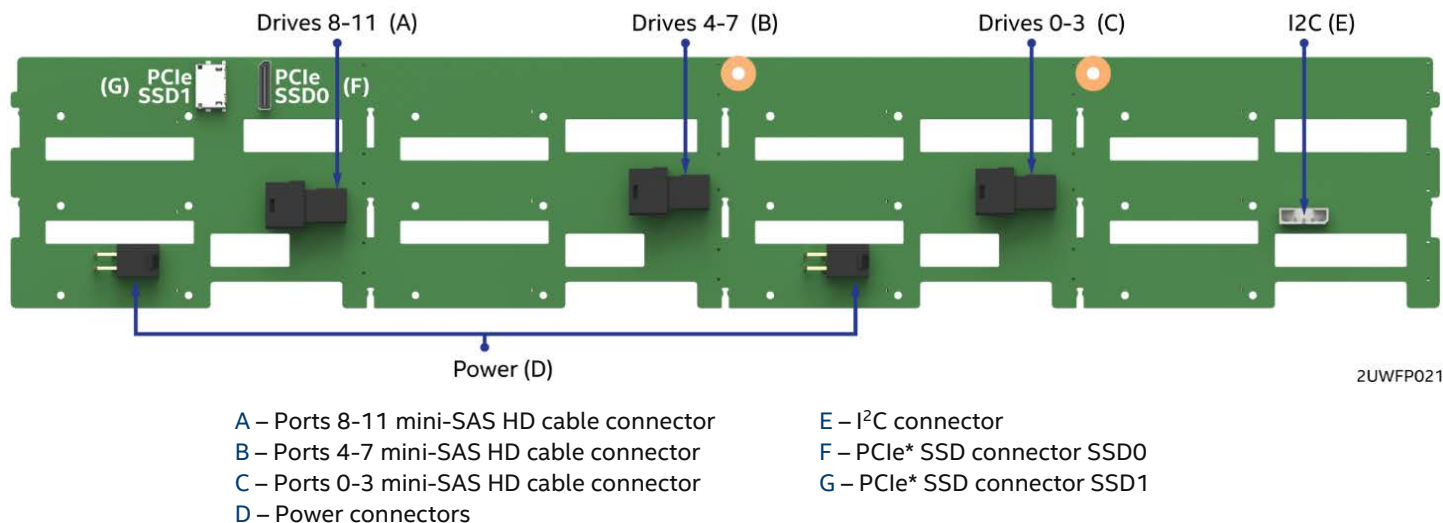 Drives 8-11 (A)
Drives 4-7 (B)
Drives 0-3 (C)
I2C (E)
(G) PCIe SSD1
PCIe SSD0 (F)
Power (D)
2UWFP021
A – Ports 8-11 mini-SAS HD cable connector
B – Ports 4-7 mini-SAS HD cable connector
C – Ports 0-3 mini-SAS HD cable connector
D – Power connectors
E – I²C connector
F – PCIe* SSD connector SSD0
G – PCIe* SSD connector SSD1